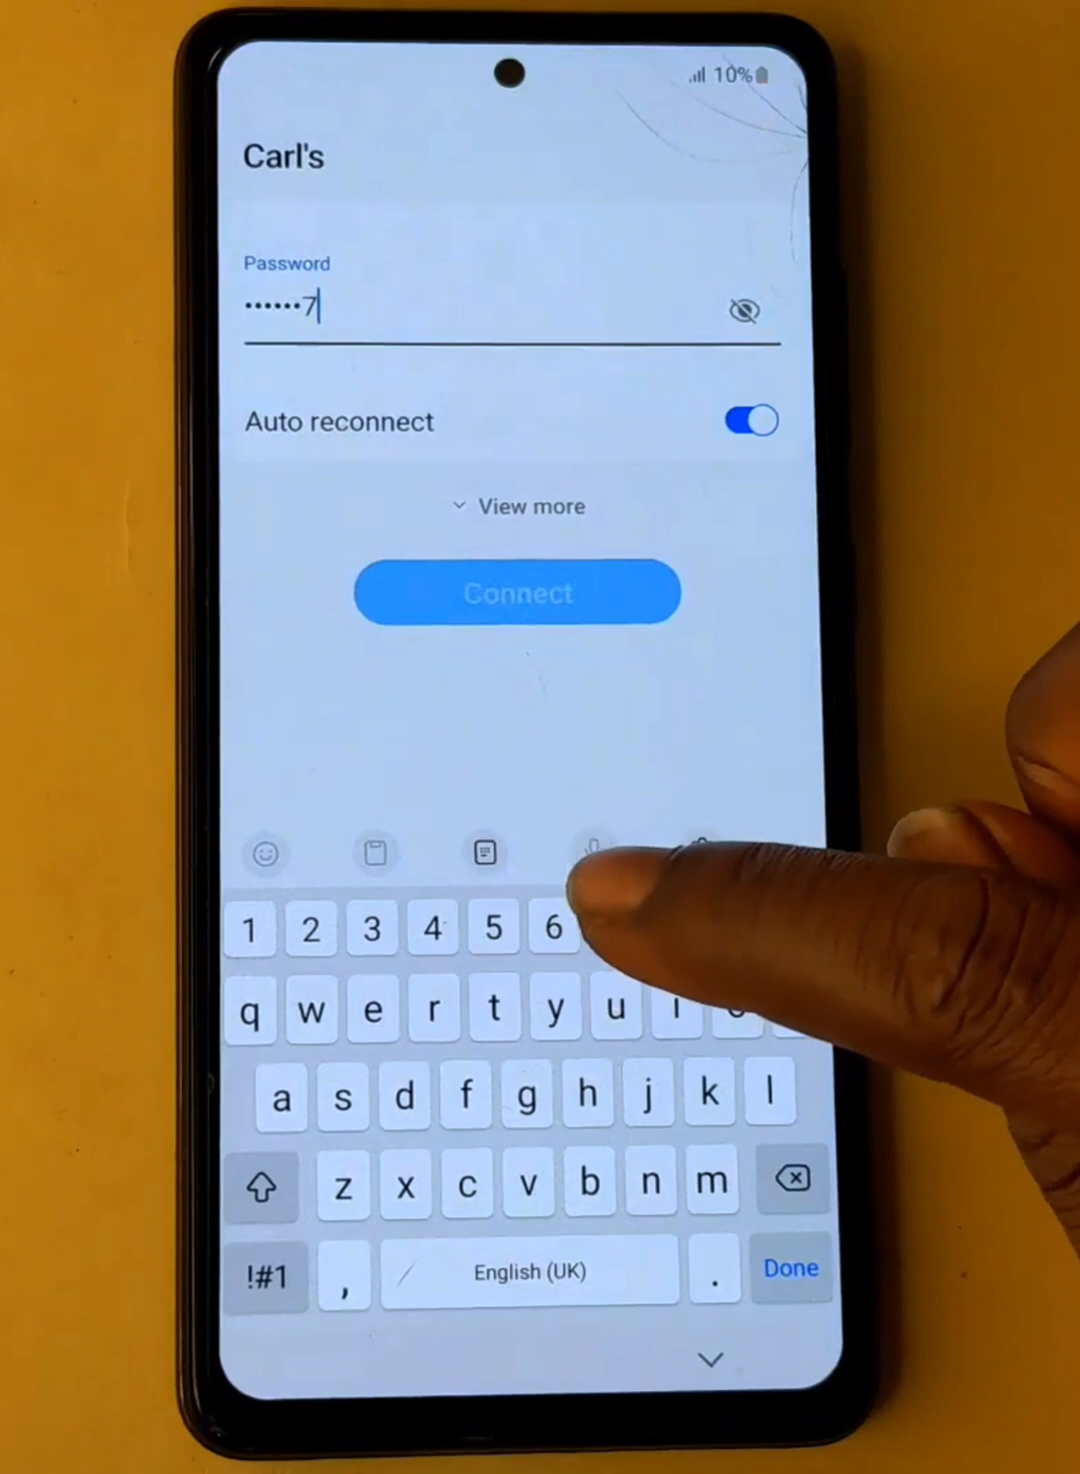 10%
Carl's
Password
••••••7
Auto reconnect
View more
Connect
1 2 3 4 5 6
q w e r t y u
a s d f g h j k l
z x c v b n m
!#1 , English (UK) . Done